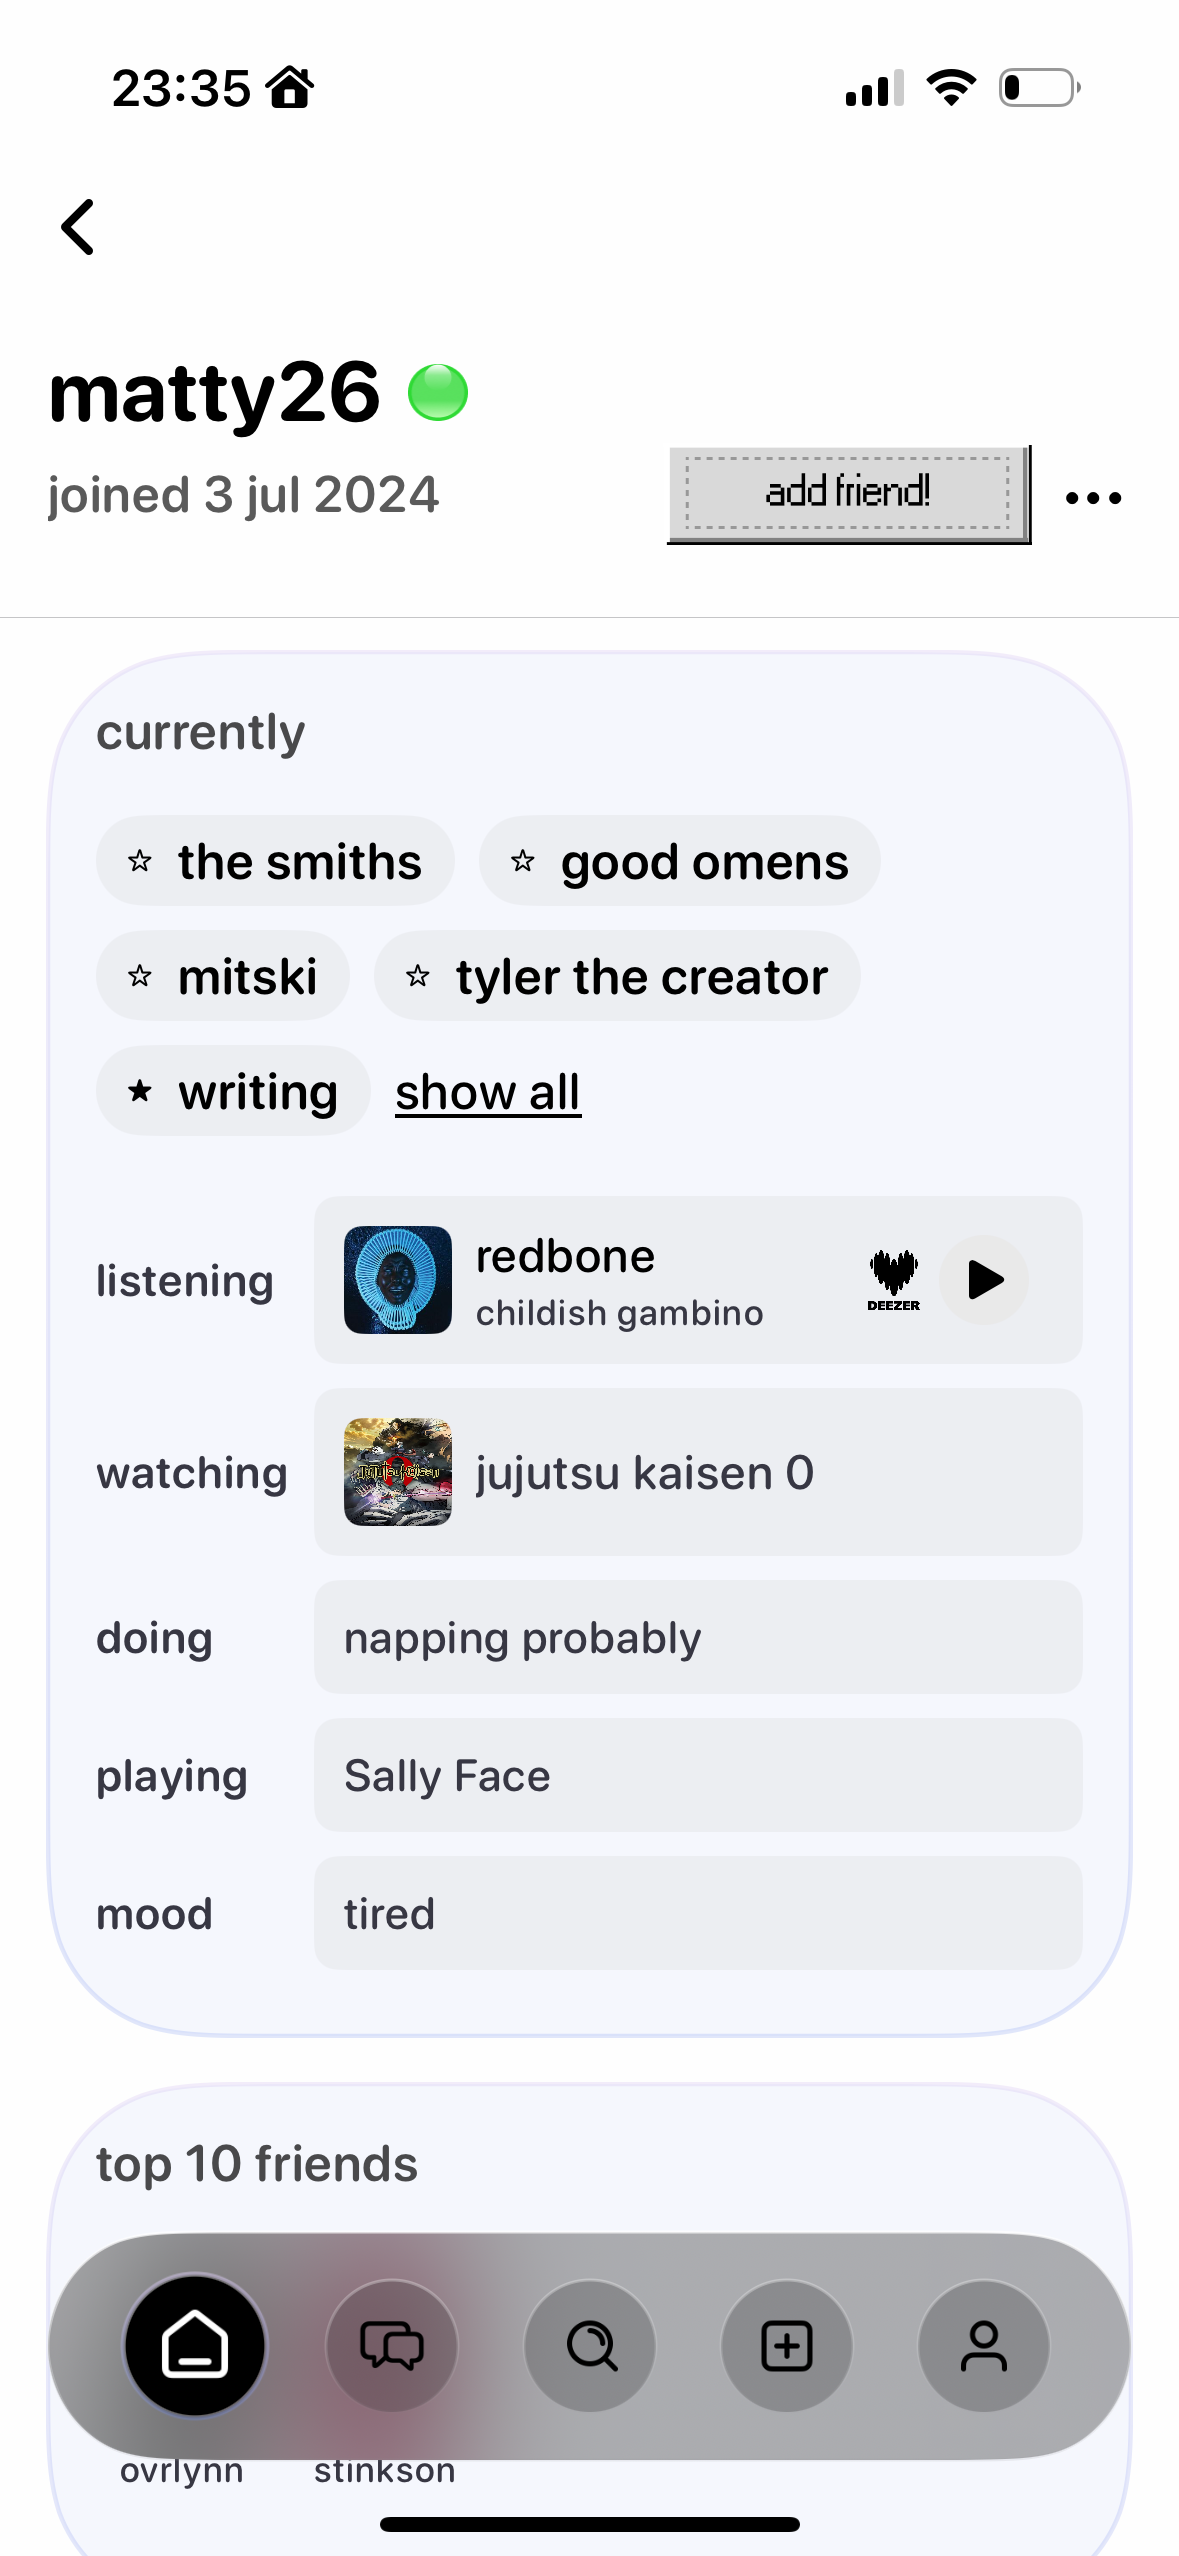 23:35
matty26
joined 3 jul 2024
add friend!
currently
☆ the smiths
☆ good omens
☆ mitski
☆ tyler the creator
★ writing
show all
listening
redbone
childish gambino
DEEZER
watching
jujutsu kaisen
jujutsu kaisen 0
doing
napping probably
playing
Sally Face
mood
tired
top 10 friends
ovrlynn
stinkson